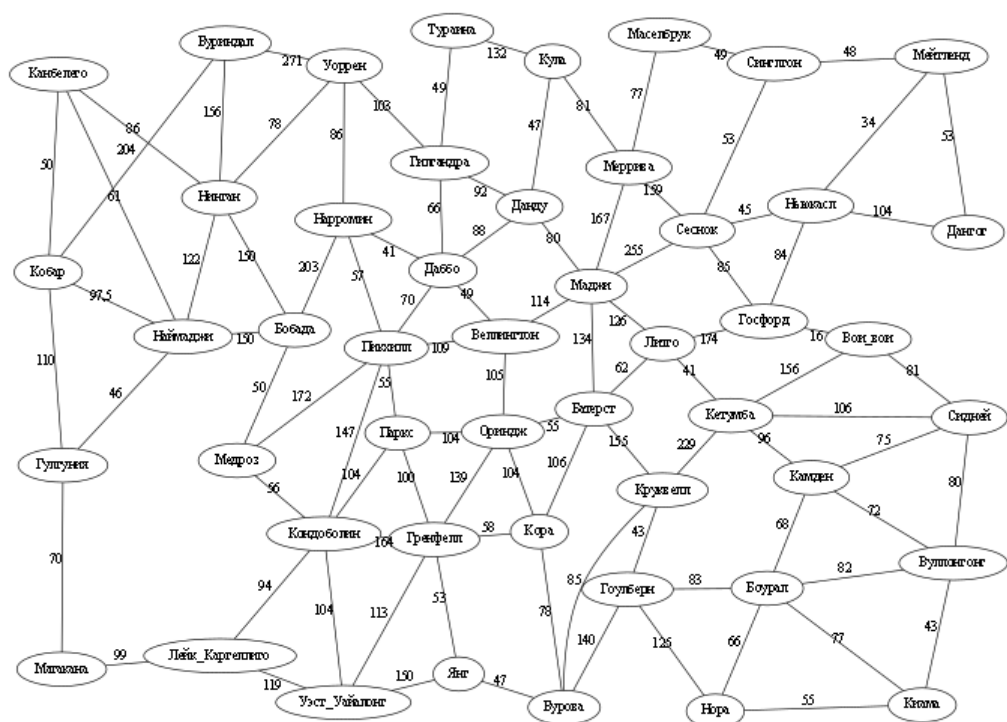 Тураина
Маселбрук
Буриндал
132
49
48
Канбелего
271
Уоррен
Кула
Синглтон
Мейтленд
49
77
103
81
156
78
86
34
53
86
50
204
47
53
Гилгандра
Меррива
61
92
159
Нинган
Нарромин
66
Данду
Ньюкасл
45
104
Сеснок
Дангог
88
167
41
80
122
150
203
57
255
84
Кобар
Даббо
85
Маджи
97,5
70
49
114
126
Госфорд
Бобада
Наймаджи
150
Веллингтон
174
16
Вои_вои
Пикхилл
109
134
Литго
110
156
55
62
41
81
46
50
172
105
Батерст
Кетумба
106
Сидней
147
55
Паркс
104
Ориндж
155
229
96
75
Гулгуния
Медроз
104
100
139
104
106
Камден
Круквелл
80
56
72
68
Кондоболин
164
Гренфелл
58
Кора
43
70
82
Вуллонгонг
94
85
Гоулберн
83
Боурал
104
113
53
78
43
140
125
66
77
Матакана
99
Лейк_Каргеллиго
Янг
119
150
47
Уэст_Уайалонг
55
Вурова
Нора
Киама